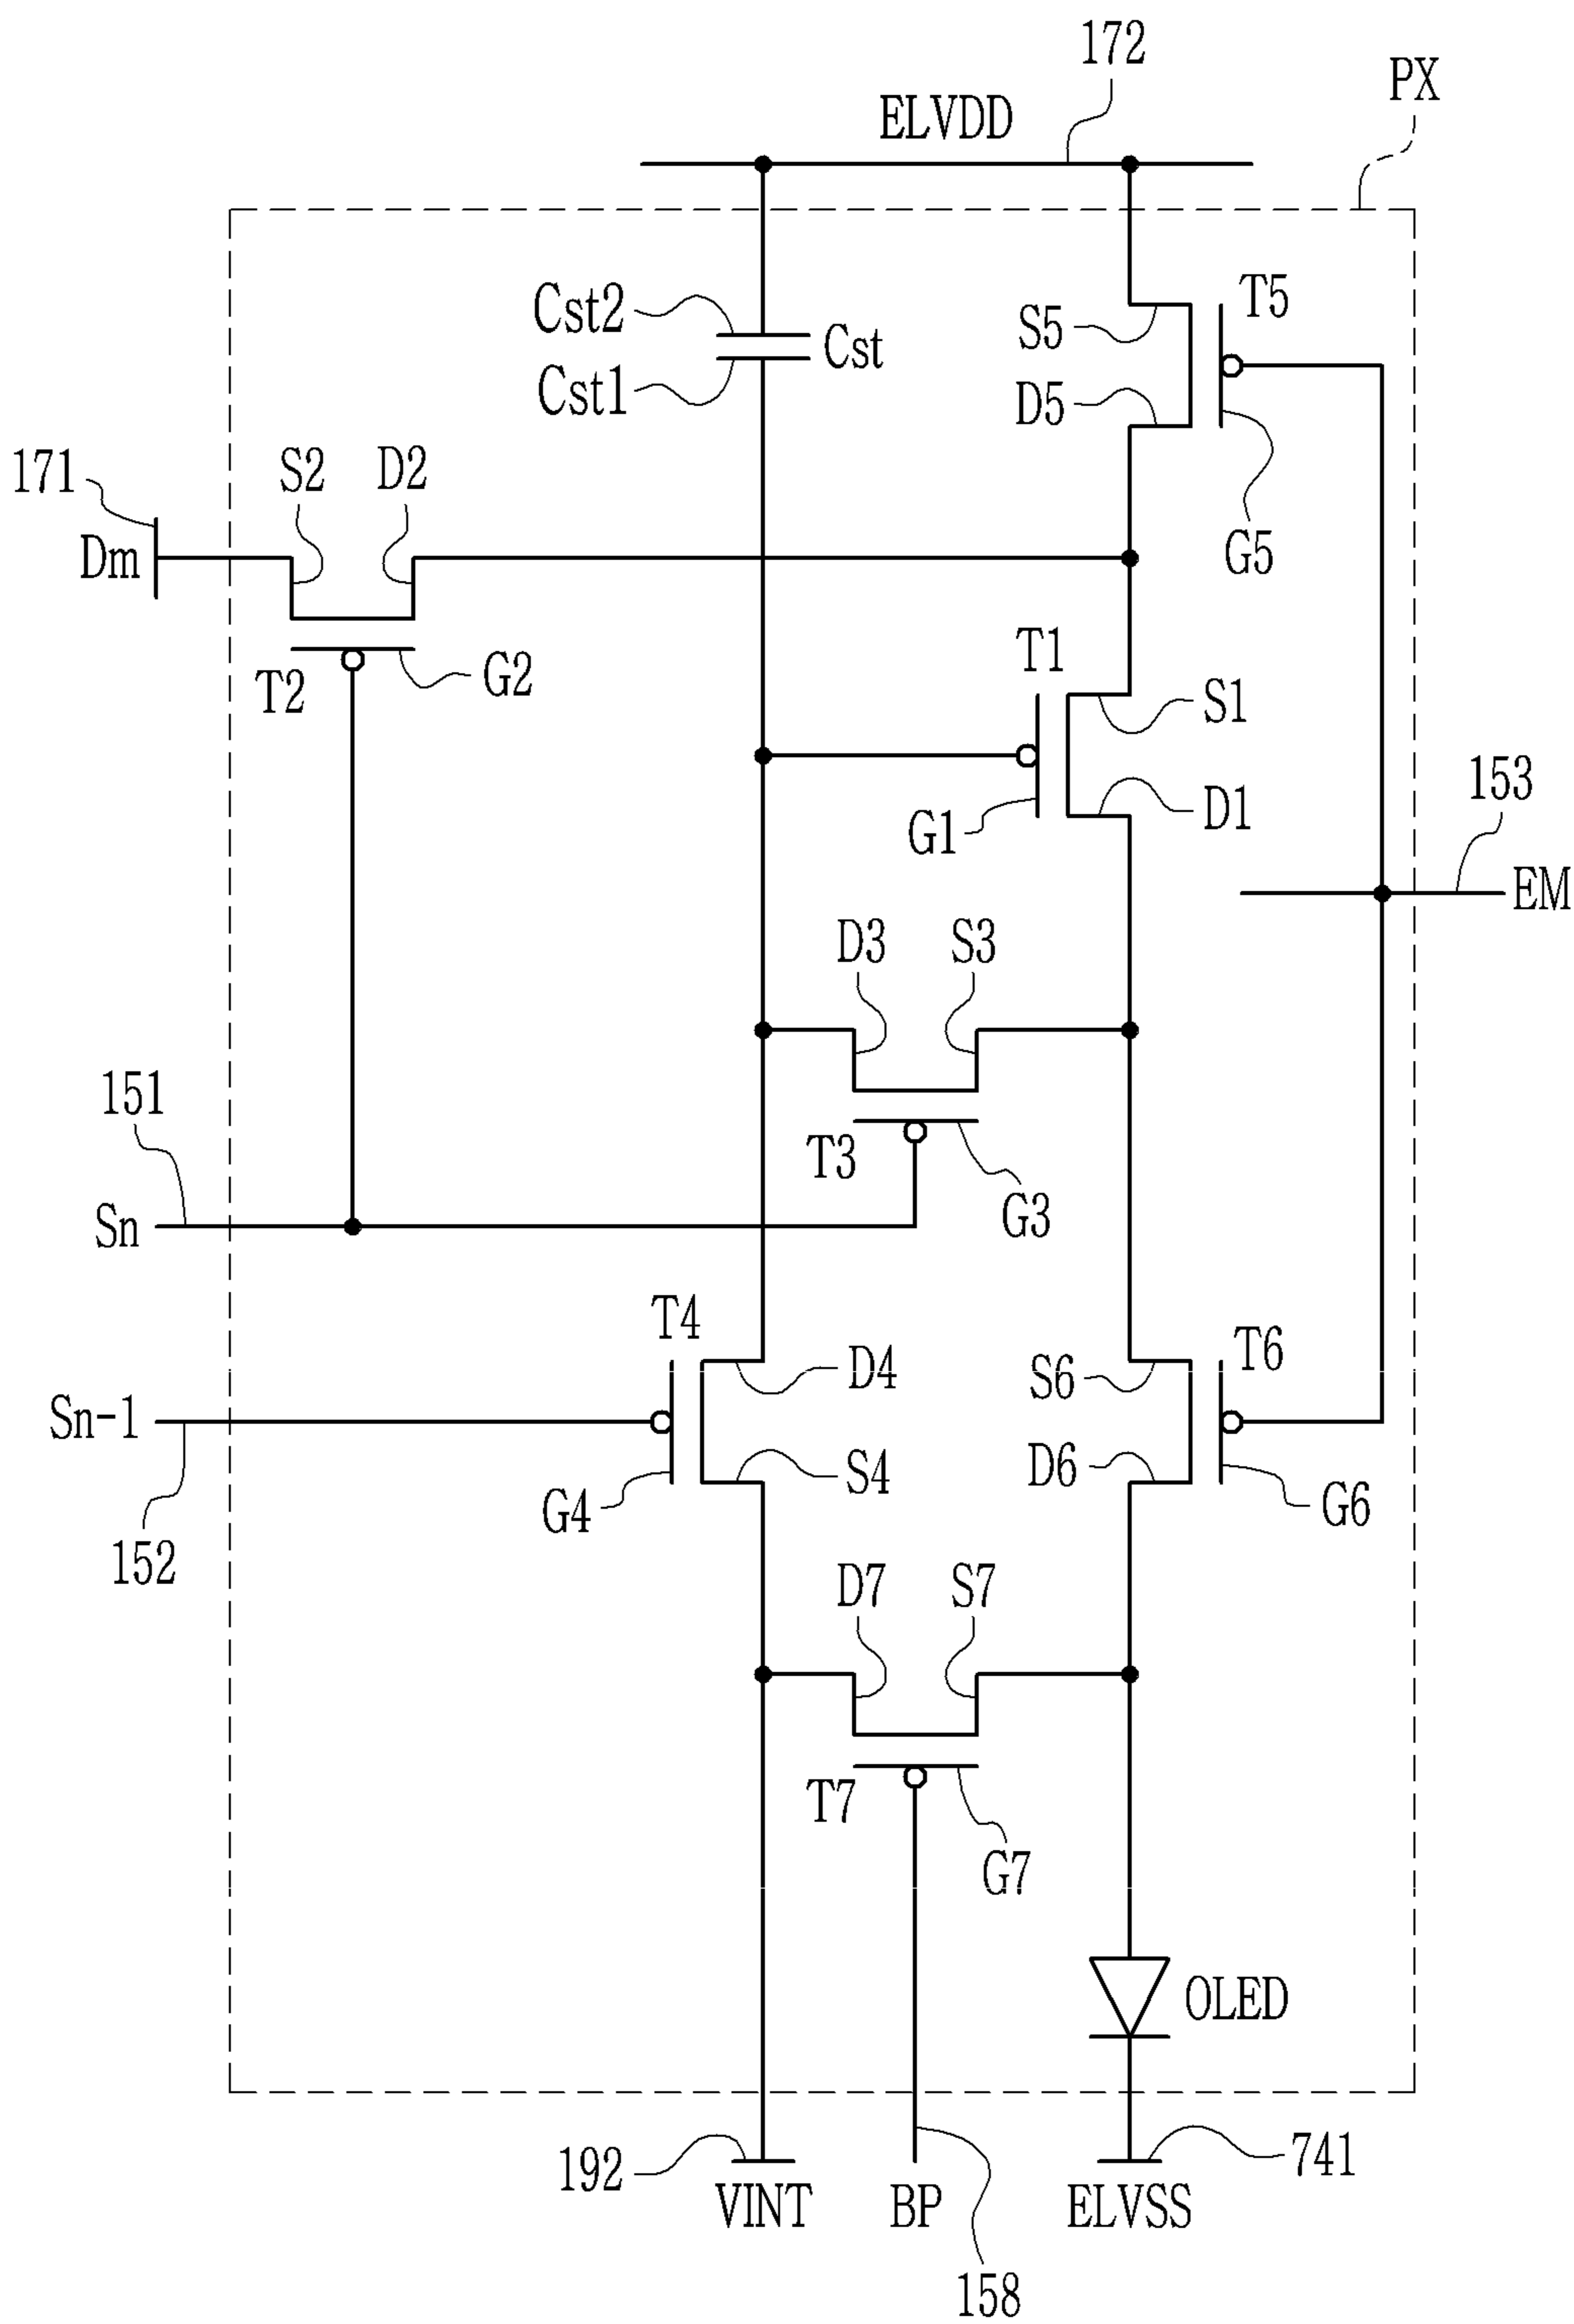 172
PX
ELVDD
Cst2
Cst
Cst1
S5
T5
D5
171
S2
D2
Dm
G5
T2
G2
T1
S1
G1
D1
153
EM
D3
S3
151
T3
G3
Sn
T4
D4
S6
T6
Sn-1
S4
D6
G4
G6
152
D7
S7
T7
G7
OLED
192
741
VINT
BP
ELVSS
158